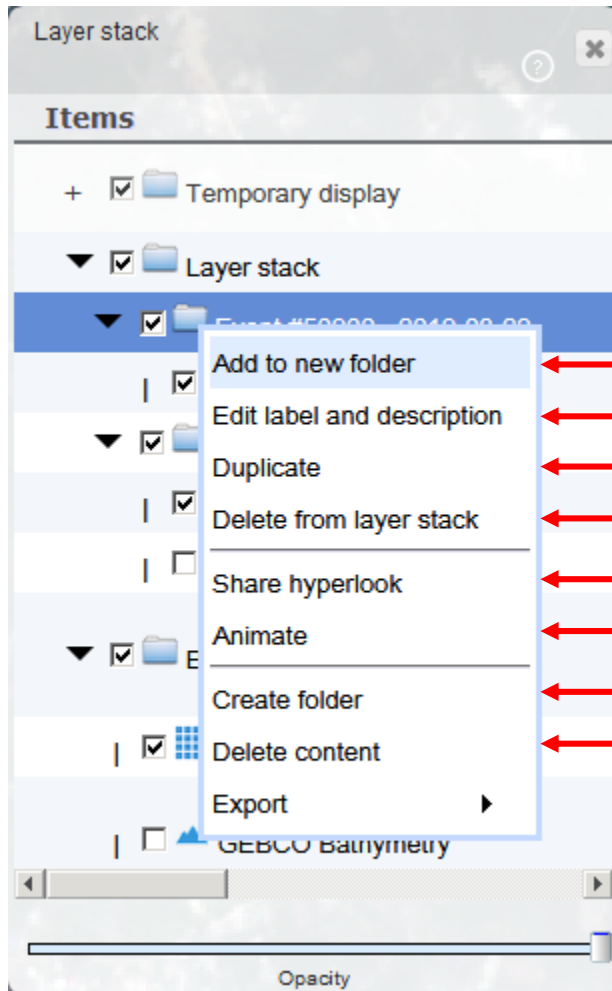 Layer stack
Items
Temporary display
Layer stack
Add to new folder
Edit label and description
Duplicate
Delete from layer stack
Share hyperlook
Animate
Create folder
Delete content
Export
GEBCO Bathymetry
Opacity